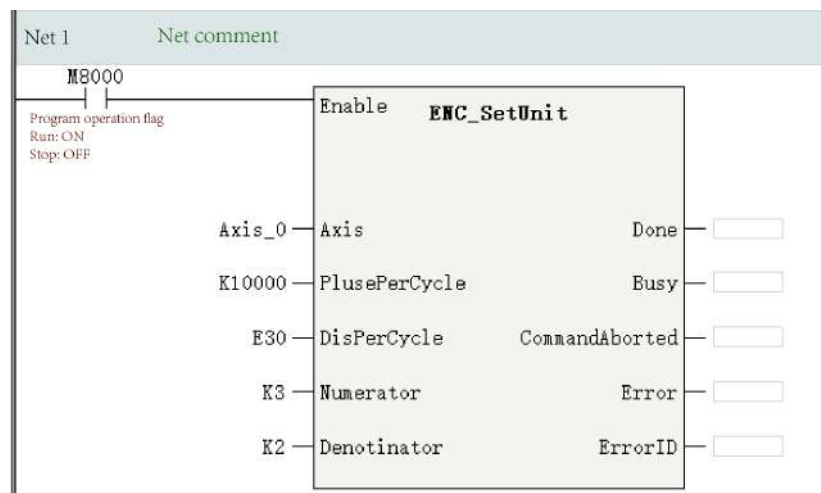 Net 1 Net comment
M8000
Program operation flag
Run: ON
Stop: OFF
Enable ENC_SetUnit
Axis_0 Axis Done
K10000 PlusePerCycle Busy
E30 DisPerCycle CommandAborted
K3 Numerator Error
K2 Denotinator ErrorID